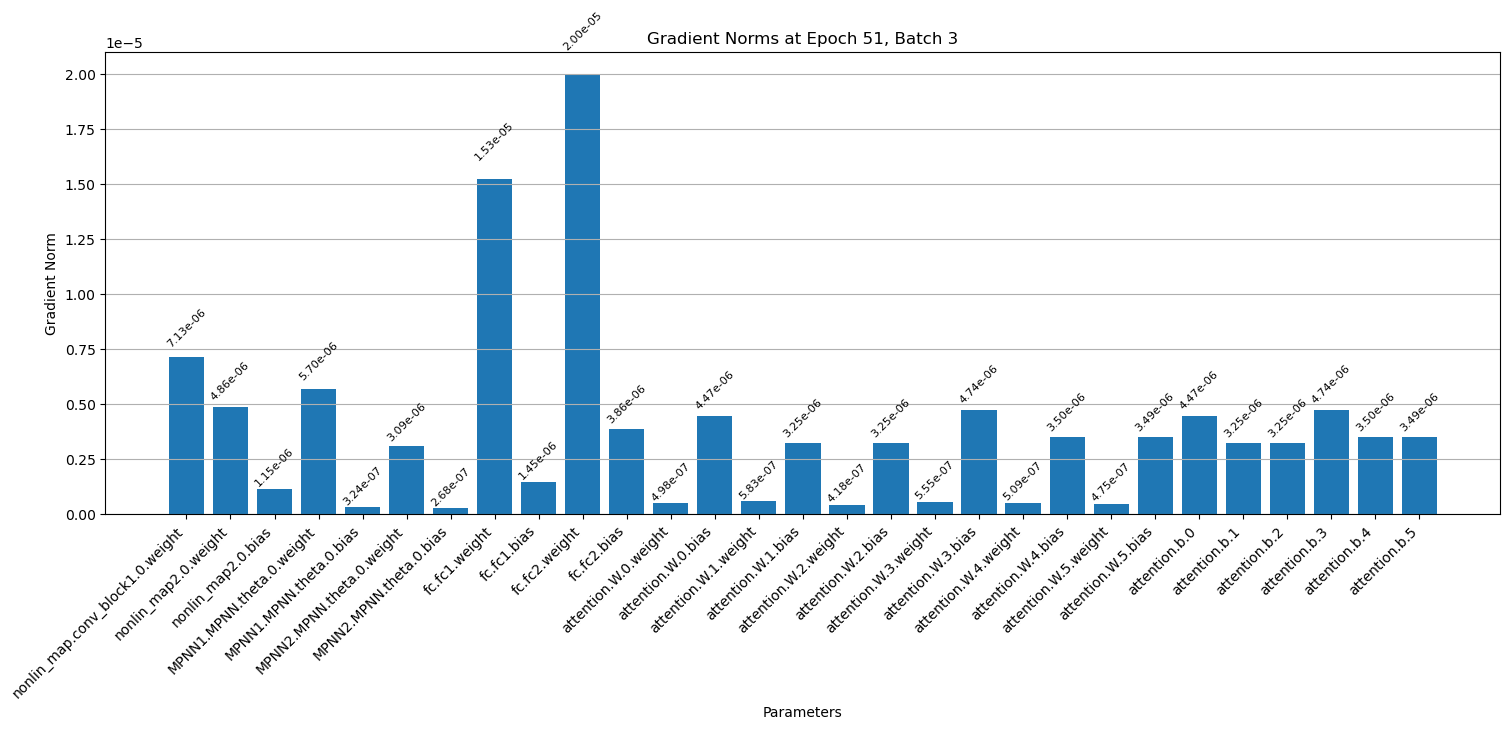 Gradient Norms at Epoch 51, Batch 3
1e−5
2.00
1.75
1.50
1.25
1.00
0.75
0.50
0.25
0.00
Gradient Norm
7.13e-06
4.86e-06
1.15e-06
5.70e-06
3.24e-07
3.09e-06
2.68e-07
1.53e-05
1.45e-06
2.00e-05
3.86e-06
4.98e-07
4.47e-06
5.83e-07
3.25e-06
4.18e-07
3.25e-06
5.55e-07
4.74e-06
5.09e-07
3.50e-06
4.75e-07
3.49e-06
4.47e-06
3.25e-06
3.25e-06
4.74e-06
3.50e-06
3.49e-06
nonlin_map.conv_block1.0.weight
nonlin_map2.0.weight
nonlin_map2.0.bias
MPNN1.MPNN.theta.0.weight
MPNN1.MPNN.theta.0.bias
MPNN2.MPNN.theta.0.weight
MPNN2.MPNN.theta.0.bias
fc.fc1.weight
fc.fc1.bias
fc.fc2.weight
fc.fc2.bias
attention.W.0.weight
attention.W.0.bias
attention.W.1.weight
attention.W.1.bias
attention.W.2.weight
attention.W.2.bias
attention.W.3.weight
attention.W.3.bias
attention.W.4.weight
attention.W.4.bias
attention.W.5.weight
attention.W.5.bias
attention.b.0
attention.b.1
attention.b.2
attention.b.3
attention.b.4
attention.b.5
Parameters